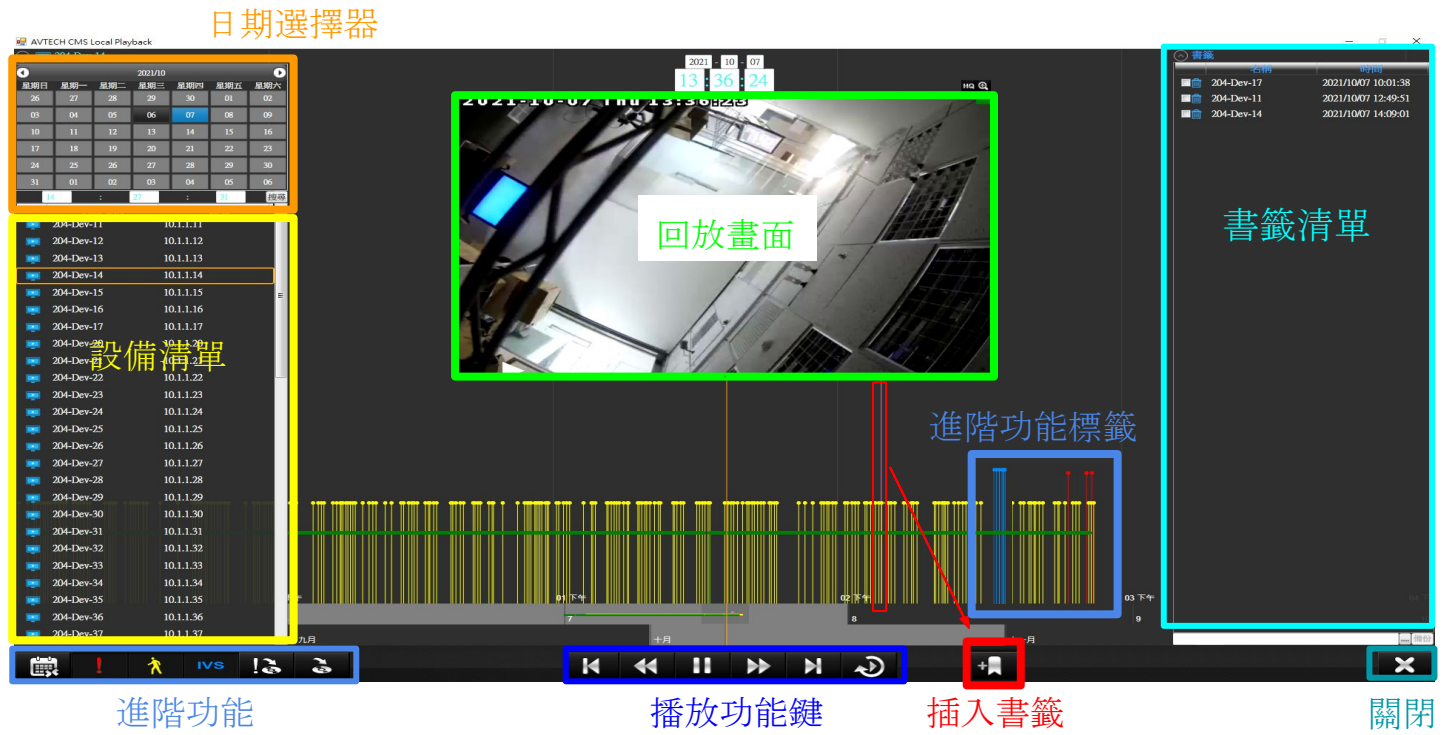 日期選擇器
AVTECH CMS Local Playback
2021/10
星期日 星期一 星期二 星期三 星期四 星期五 星期六
26 27 28 29 30 01 02
03 04 05 06 07 08 09
10 11 12 13 14 15 16
17 18 19 20 21 22 23
24 25 26 27 28 29 30
31 01 02 03 04 05 06
14 : 27 : 31 搜尋
204-Dev-11 10.1.1.11
204-Dev-12 10.1.1.12
204-Dev-13 10.1.1.13
204-Dev-14 10.1.1.14
204-Dev-15 10.1.1.15
204-Dev-16 10.1.1.16
204-Dev-17 10.1.1.17
設備清單
204-Dev-22 10.1.1.22
204-Dev-23 10.1.1.23
204-Dev-24 10.1.1.24
204-Dev-25 10.1.1.25
204-Dev-26 10.1.1.26
204-Dev-27 10.1.1.27
204-Dev-28 10.1.1.28
204-Dev-29 10.1.1.29
204-Dev-30 10.1.1.30
204-Dev-31 10.1.1.31
204-Dev-32 10.1.1.32
204-Dev-33 10.1.1.33
204-Dev-34 10.1.1.34
204-Dev-35 10.1.1.35
204-Dev-36 10.1.1.36
204-Dev-37 10.1.1.37
2021 - 10 - 07
13 : 36 : 24
HQ
2021-10-07 Thu 13:36:23
回放畫面
進階功能標籤
01 下午 02 下午 03 下午
7 8 9
九月 十月
書籤
名稱 時間
204-Dev-17 2021/10/07 10:01:38
204-Dev-11 2021/10/07 12:49:51
204-Dev-14 2021/10/07 14:09:01
書籤清單
... 備份
IVS
進階功能
播放功能鍵
插入書籤
關閉